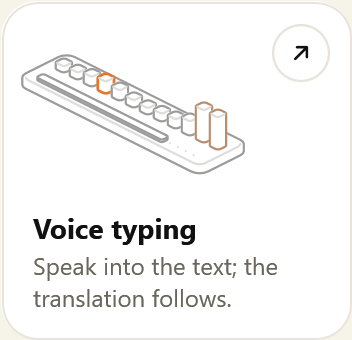 Voice typing
Speak into the text; the
translation follows.